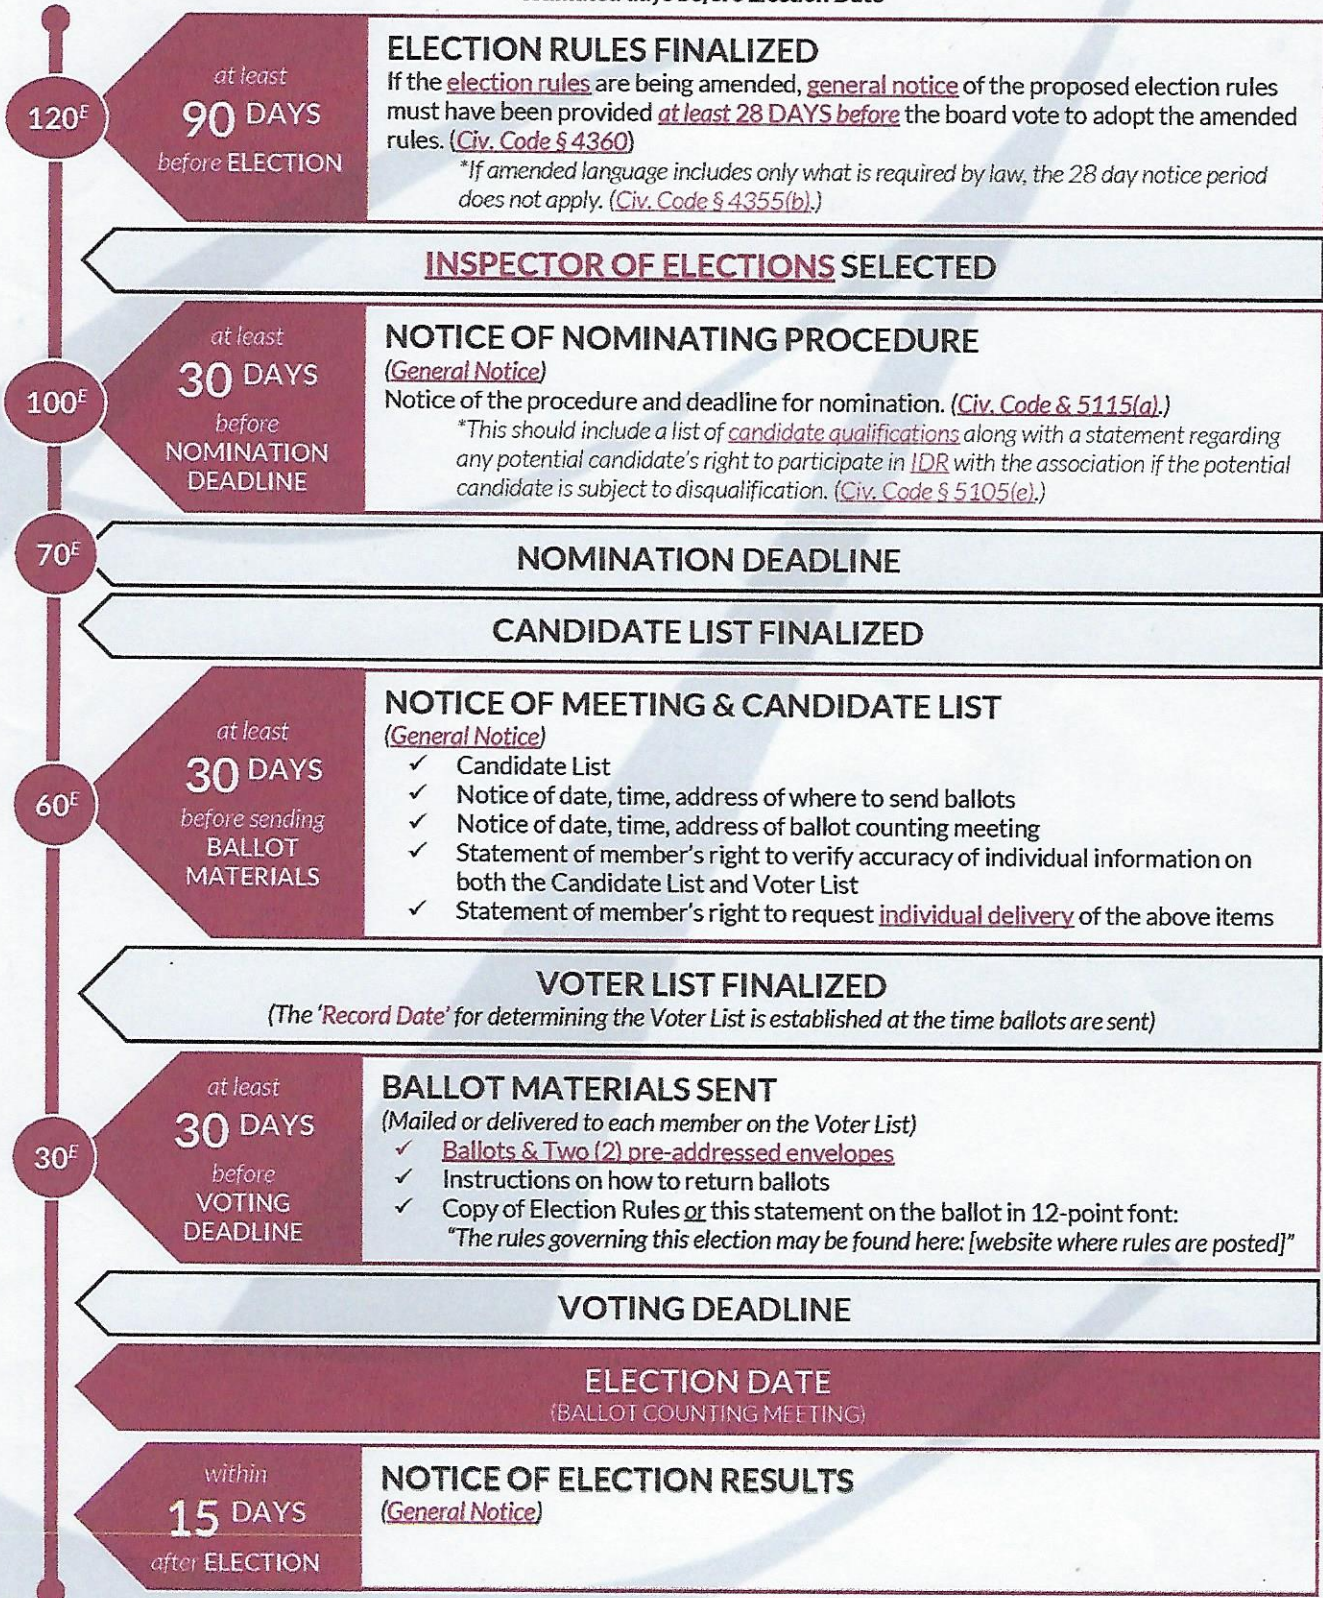 120ᴱ
at least
90 DAYS
before ELECTION
ELECTION RULES FINALIZED
If the election rules are being amended, general notice of the proposed election rules
must have been provided at least 28 DAYS before the board vote to adopt the amended
rules. (Civ. Code § 4360)
*If amended language includes only what is required by law, the 28 day notice period
does not apply. (Civ. Code § 4355(b).)
INSPECTOR OF ELECTIONS SELECTED
100ᴱ
at least
30 DAYS
before
NOMINATION
DEADLINE
NOTICE OF NOMINATING PROCEDURE
(General Notice)
Notice of the procedure and deadline for nomination. (Civ. Code & 5115(a).)
*This should include a list of candidate qualifications along with a statement regarding
any potential candidate's right to participate in IDR with the association if the potential
candidate is subject to disqualification. (Civ. Code § 5105(e).)
70ᴱ
NOMINATION DEADLINE
CANDIDATE LIST FINALIZED
60ᴱ
at least
30 DAYS
before sending
BALLOT
MATERIALS
NOTICE OF MEETING & CANDIDATE LIST
(General Notice)
✓ Candidate List
✓ Notice of date, time, address of where to send ballots
✓ Notice of date, time, address of ballot counting meeting
✓ Statement of member's right to verify accuracy of individual information on
both the Candidate List and Voter List
✓ Statement of member's right to request individual delivery of the above items
VOTER LIST FINALIZED
(The 'Record Date' for determining the Voter List is established at the time ballots are sent)
30ᴱ
at least
30 DAYS
before
VOTING
DEADLINE
BALLOT MATERIALS SENT
(Mailed or delivered to each member on the Voter List)
✓ Ballots & Two (2) pre-addressed envelopes
✓ Instructions on how to return ballots
✓ Copy of Election Rules or this statement on the ballot in 12-point font:
"The rules governing this election may be found here: [website where rules are posted]"
VOTING DEADLINE
ELECTION DATE
(BALLOT COUNTING MEETING)
within
15 DAYS
after ELECTION
NOTICE OF ELECTION RESULTS
(General Notice)